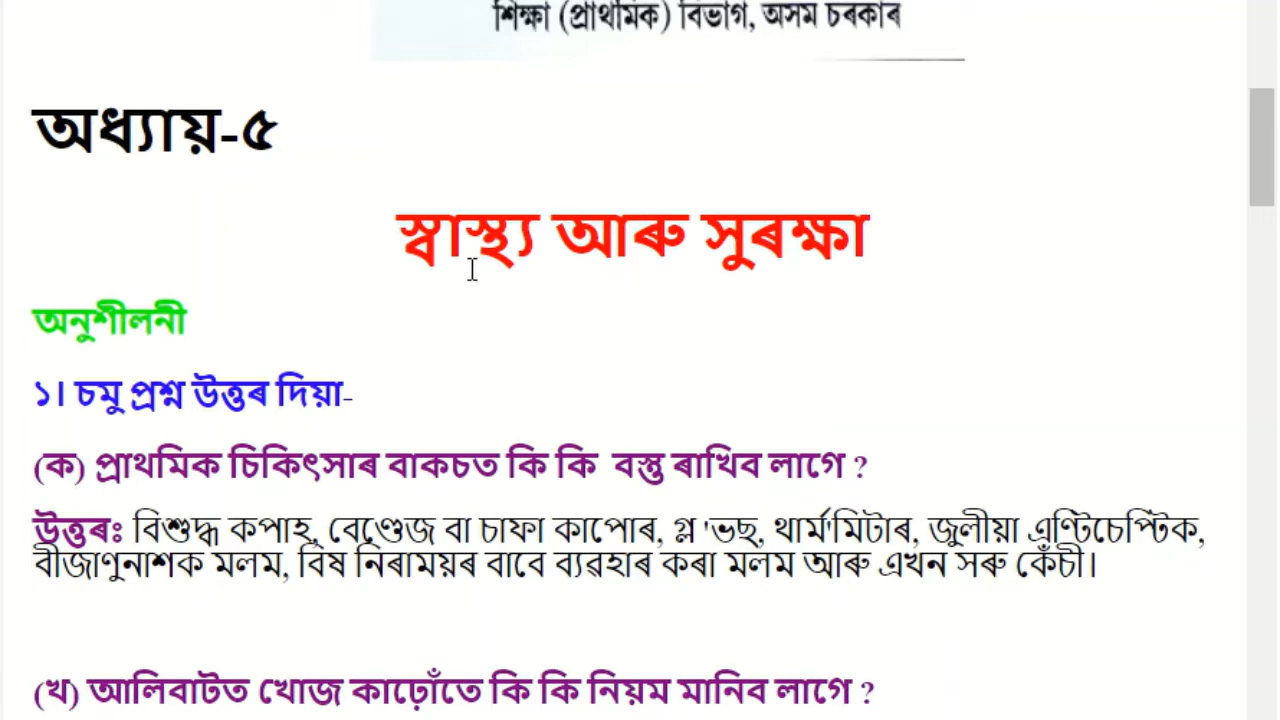 শিক্ষা (প্ৰাথমিক) বিভাগ, অসম চৰকাৰ
অধ্যায়-৫
স্বাস্থ্য আৰু সুৰক্ষা
অনুশীলনী
১। চমু প্ৰশ্ন উত্তৰ দিয়া-
(ক) প্ৰাথমিক চিকিৎসাৰ বাকচত কি কি বস্তু ৰাখিব লাগে ?
উত্তৰঃ বিশুদ্ধ কপাহ, বেণ্ডেজ বা চাফা কাপোৰ, গ্ল 'ভছ, থাৰ্ম'মিটাৰ, জুলীয়া এণ্টিচেপ্টিক,
বীজাণুনাশক মলম, বিষ নিৰাময়ৰ বাবে ব্যৱহাৰ কৰা মলম আৰু এখন সৰু কেঁচী।
(খ) আলিবাটত খোজ কাঢ়োঁতে কি কি নিয়ম মানিব লাগে ?